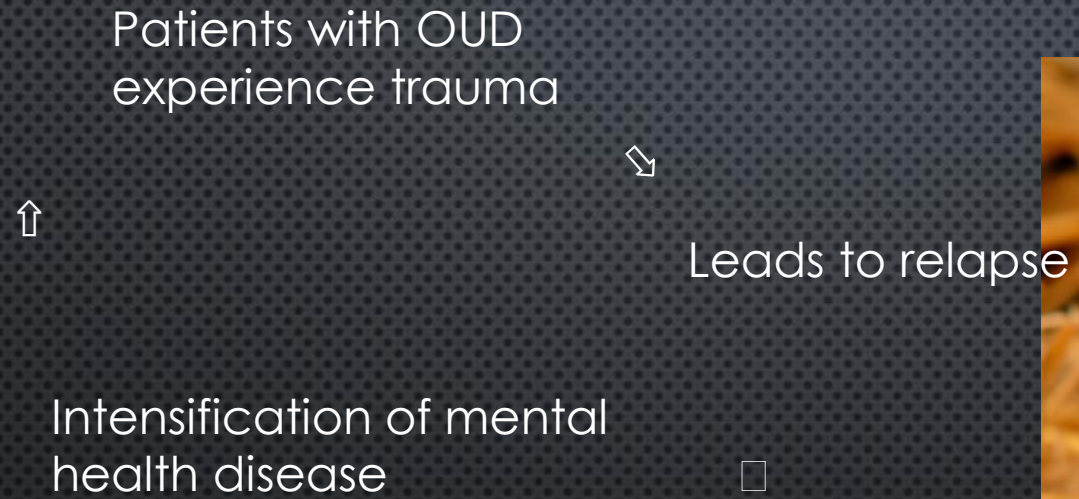 Patients with OUD
experience trauma
Leads to relapse
Intensification of mental
health disease